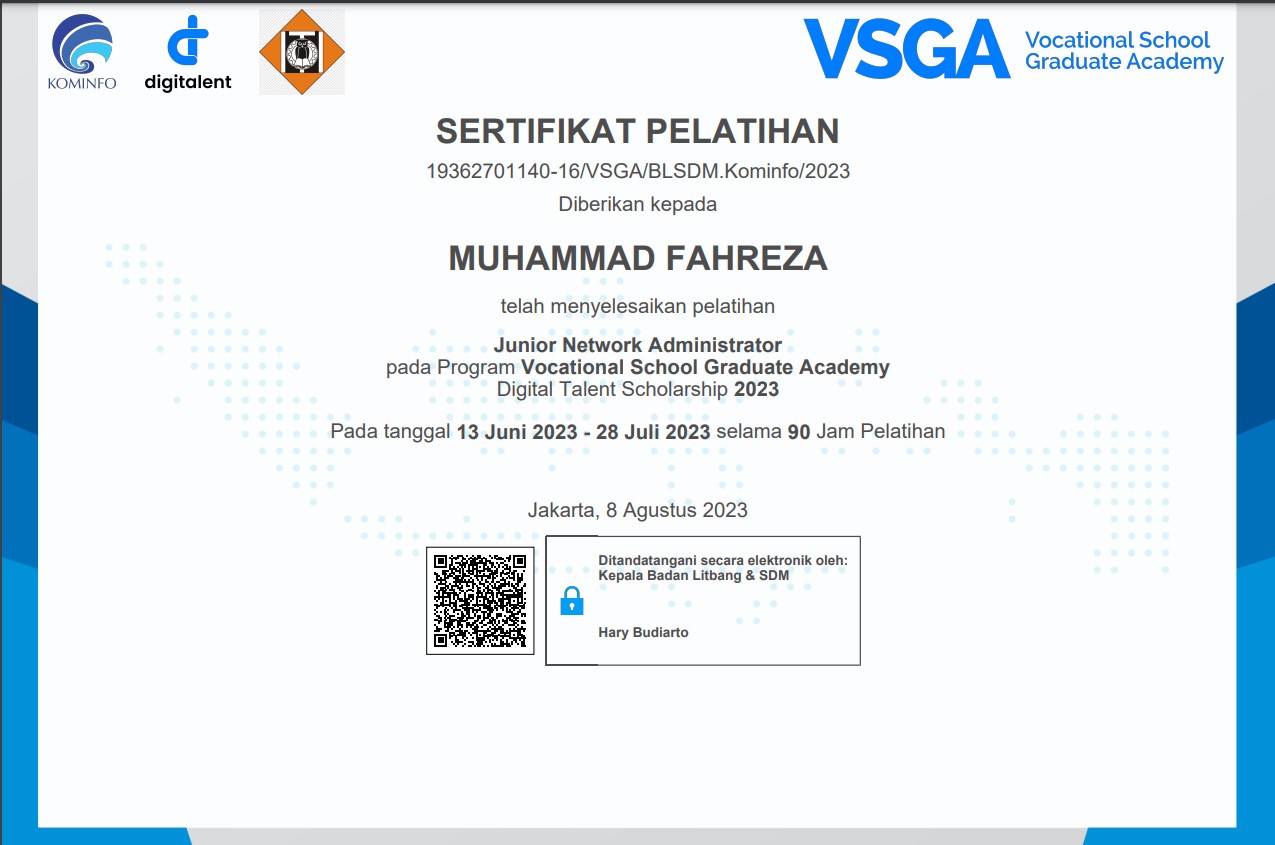 KOMINFO
digitalent
VSGA
Vocational School
Graduate Academy
SERTIFIKAT PELATIHAN
19362701140-16/VSGA/BLSDM.Kominfo/2023
Diberikan kepada
MUHAMMAD FAHREZA
telah menyelesaikan pelatihan
Junior Network Administrator
pada Program Vocational School Graduate Academy
Digital Talent Scholarship 2023
Pada tanggal 13 Juni 2023 - 28 Juli 2023 selama 90 Jam Pelatihan
Jakarta, 8 Agustus 2023
Ditandatangani secara elektronik oleh:
Kepala Badan Litbang & SDM
Hary Budiarto